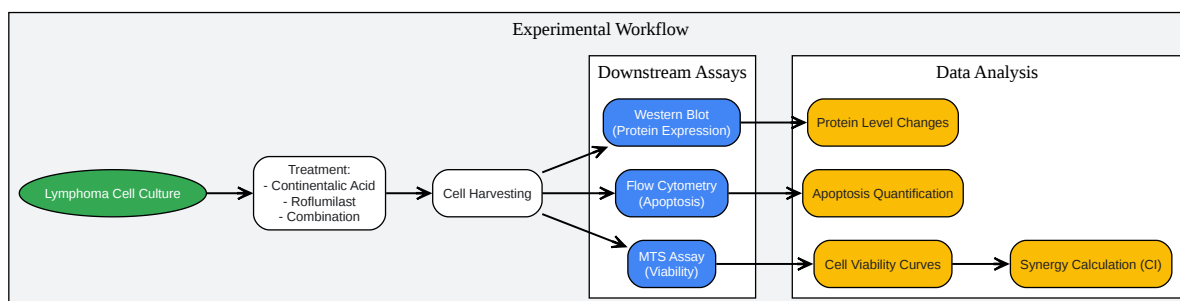 Experimental Workflow
Downstream Assays
Data Analysis
Lymphoma Cell Culture
Treatment:
- Continentalic Acid
- Roflumilast
- Combination
Cell Harvesting
Western Blot
(Protein Expression)
Protein Level Changes
Flow Cytometry
(Apoptosis)
Apoptosis Quantification
MTS Assay
(Viability)
Cell Viability Curves
Synergy Calculation (CI)